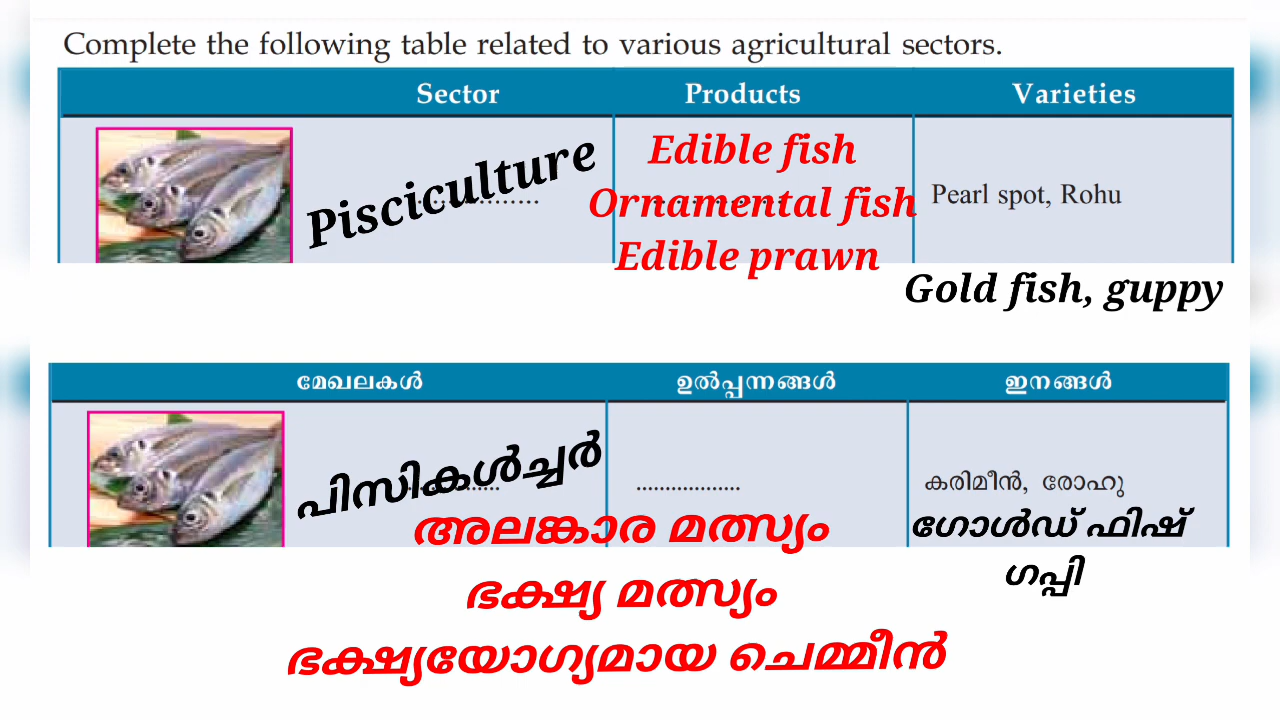 Complete the following table related to various agricultural sectors.
Sector Products Varieties
Pisciculture
Edible fish
Ornamental fish
Edible prawn
.................. Pearl spot, Rohu
Gold fish, guppy
മേഖലകൾ ഉൽപ്പന്നങ്ങൾ ഇനങ്ങൾ
പിസികൾച്ചർ
.................. കരിമീൻ, രോഹു
ഗോൾഡ് ഫിഷ്
ഗപ്പി
അലങ്കാര മത്സ്യം
ഭക്ഷ്യ മത്സ്യം
ഭക്ഷ്യയോഗ്യമായ ചെമ്മീൻ